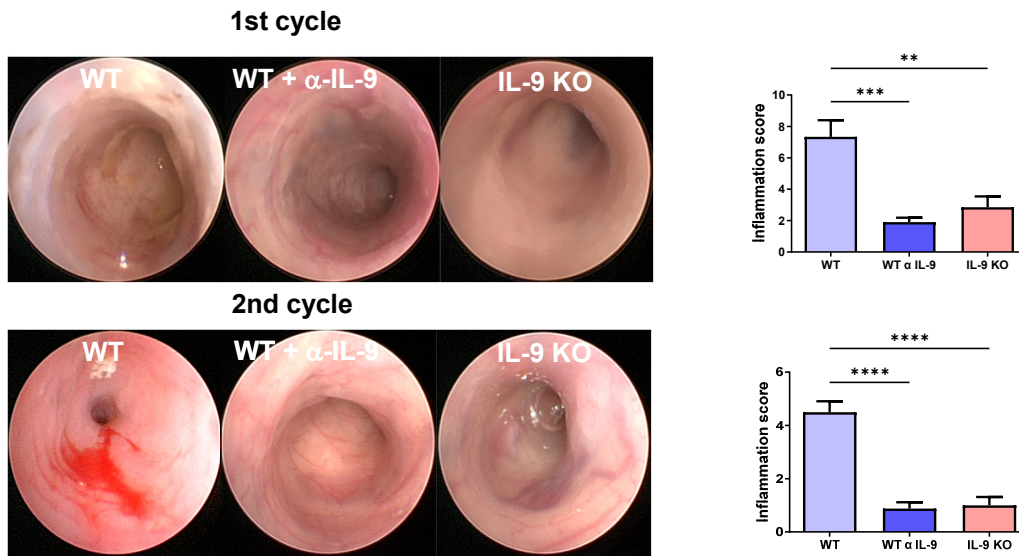 1st cycle
WT
WT + α-IL-9
IL-9 KO
**
***
Inflammation score
10
8
6
4
2
0
WT
WT α IL-9
IL-9 KO
2nd cycle
WT
WT + α-IL-9
IL-9 KO
****
****
Inflammation score
6
4
2
0
WT
WT α IL-9
IL-9 KO